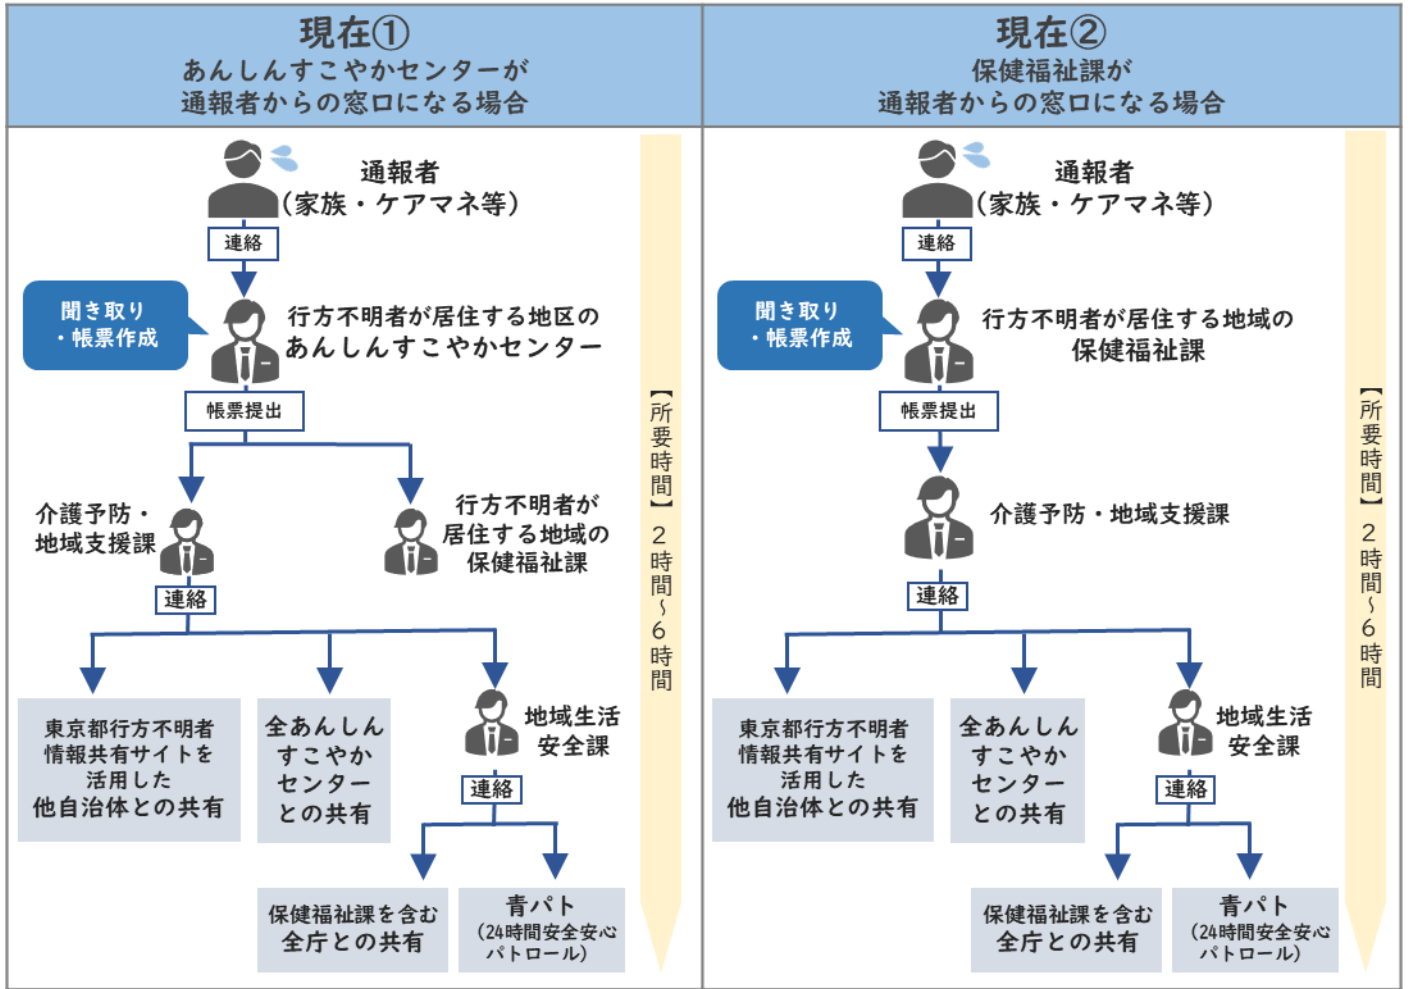 現在①
あんしんすこやかセンターが
通報者からの窓口になる場合
通報者
（家族・ケアマネ等）
連絡
聞き取り
・帳票作成
行方不明者が居住する地区の
あんしんすこやかセンター
帳票提出
介護予防・
地域支援課
行方不明者が
居住する地域の
保健福祉課
連絡
東京都行方不明者
情報共有サイトを
活用した
他自治体との共有
全あんしん
すこやか
センター
との共有
地域生活
安全課
連絡
保健福祉課を含む
全庁との共有
青パト
（24時間安全安心
パトロール）
【所要時間】２時間～６時間
現在②
保健福祉課が
通報者からの窓口になる場合
通報者
（家族・ケアマネ等）
連絡
聞き取り
・帳票作成
行方不明者が居住する地域の
保健福祉課
帳票提出
介護予防・地域支援課
連絡
東京都行方不明者
情報共有サイトを
活用した
他自治体との共有
全あんしん
すこやか
センター
との共有
地域生活
安全課
連絡
保健福祉課を含む
全庁との共有
青パト
（24時間安全安心
パトロール）
【所要時間】２時間～６時間